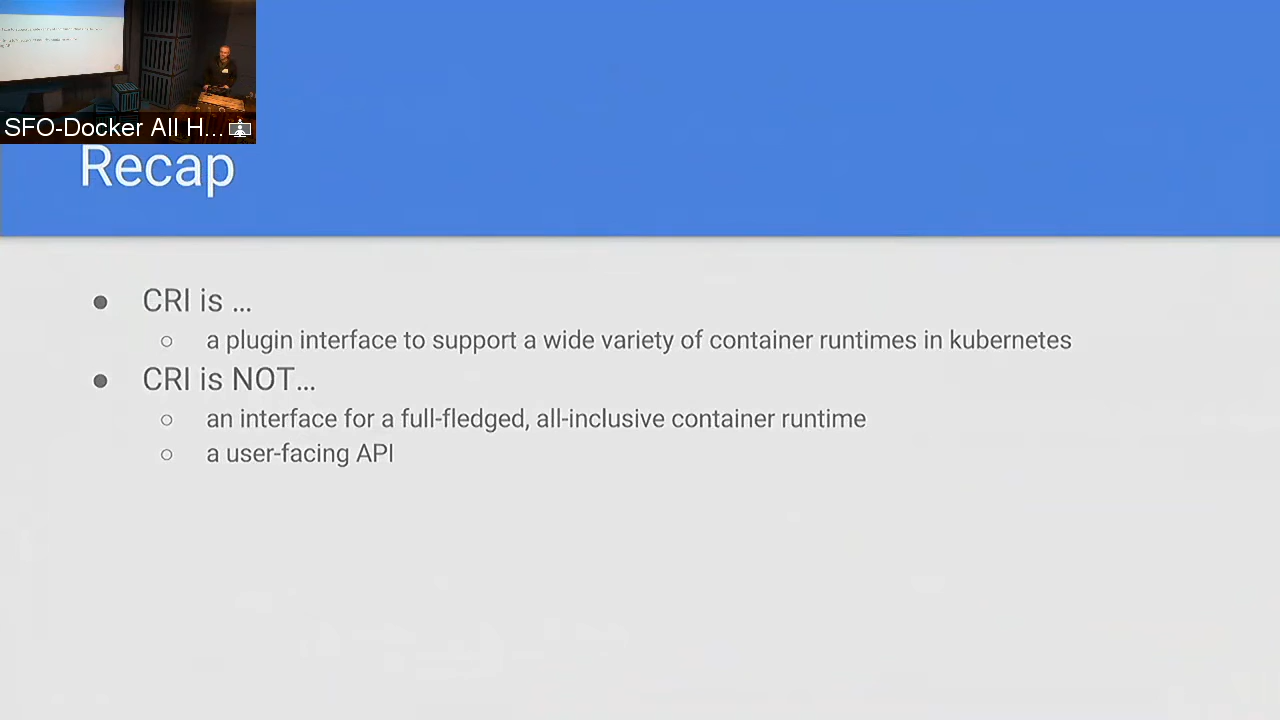 SFO-Docker All H...
Recap
● CRI is ...
○ a plugin interface to support a wide variety of container runtimes in kubernetes
● CRI is NOT...
○ an interface for a full-fledged, all-inclusive container runtime
○ a user-facing API